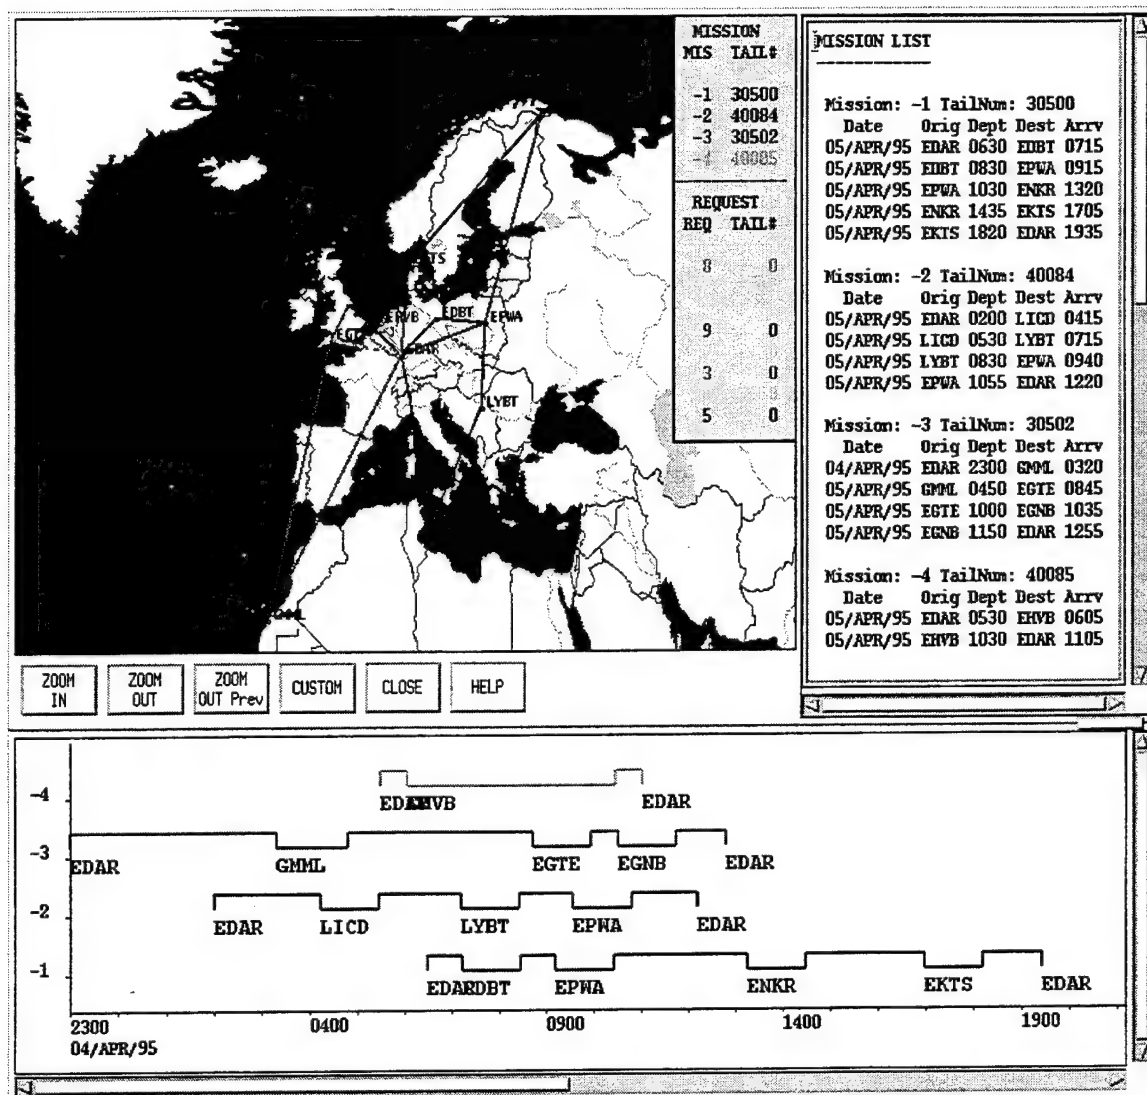 MISSION
MIS TAIL#
-1 30500
-2 40084
-3 30502
-4 40085
REQUEST
REQ TAIL#
8 0
9 0
3 0
5 0
TS
EDBT
EPWA
EDAR
LYBT
ZOOM IN
ZOOM OUT
ZOOM OUT Prev
CUSTOM
CLOSE
HELP
MISSION LIST
Mission: -1 TailNum: 30500
Date Orig Dept Dest Arrv
05/APR/95 EDAR 0630 EDBT 0715
05/APR/95 EDBT 0830 EPWA 0915
05/APR/95 EPWA 1030 ENKR 1320
05/APR/95 ENKR 1435 EKTS 1705
05/APR/95 EKTS 1820 EDAR 1935
Mission: -2 TailNum: 40084
Date Orig Dept Dest Arrv
05/APR/95 EDAR 0200 LICD 0415
05/APR/95 LICD 0530 LYBT 0715
05/APR/95 LYBT 0830 EPWA 0940
05/APR/95 EPWA 1055 EDAR 1220
Mission: -3 TailNum: 30502
Date Orig Dept Dest Arrv
04/APR/95 EDAR 2300 GMML 0320
05/APR/95 GMML 0450 EGTE 0845
05/APR/95 EGTE 1000 EGNB 1035
05/APR/95 EGNB 1150 EDAR 1255
Mission: -4 TailNum: 40085
Date Orig Dept Dest Arrv
05/APR/95 EDAR 0530 EHVB 0605
05/APR/95 EHVB 1030 EDAR 1105
-4
EDAR
-3
EDAR GMML EGTE EGNB EDAR
-2
EDAR LICD LYBT EPWA EDAR
-1
EPWA ENKR EKTS EDAR
2300 0400 0900 1400 1900
04/APR/95